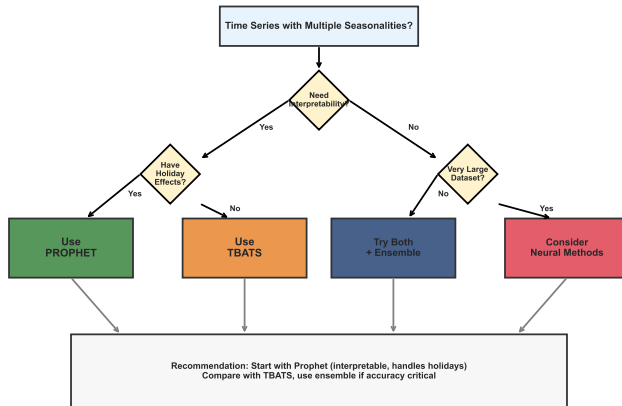 Time Series with Multiple Seasonalities?
Need
Interpretability?
Yes
No
Have
Holiday
Effects?
Very Large
Dataset?
Yes
No
No
Yes
Use
PROPHET
Use
TBATS
Try Both
+ Ensemble
Consider
Neural Methods
Recommendation: Start with Prophet (interpretable, handles holidays)
Compare with TBATS, use ensemble if accuracy critical